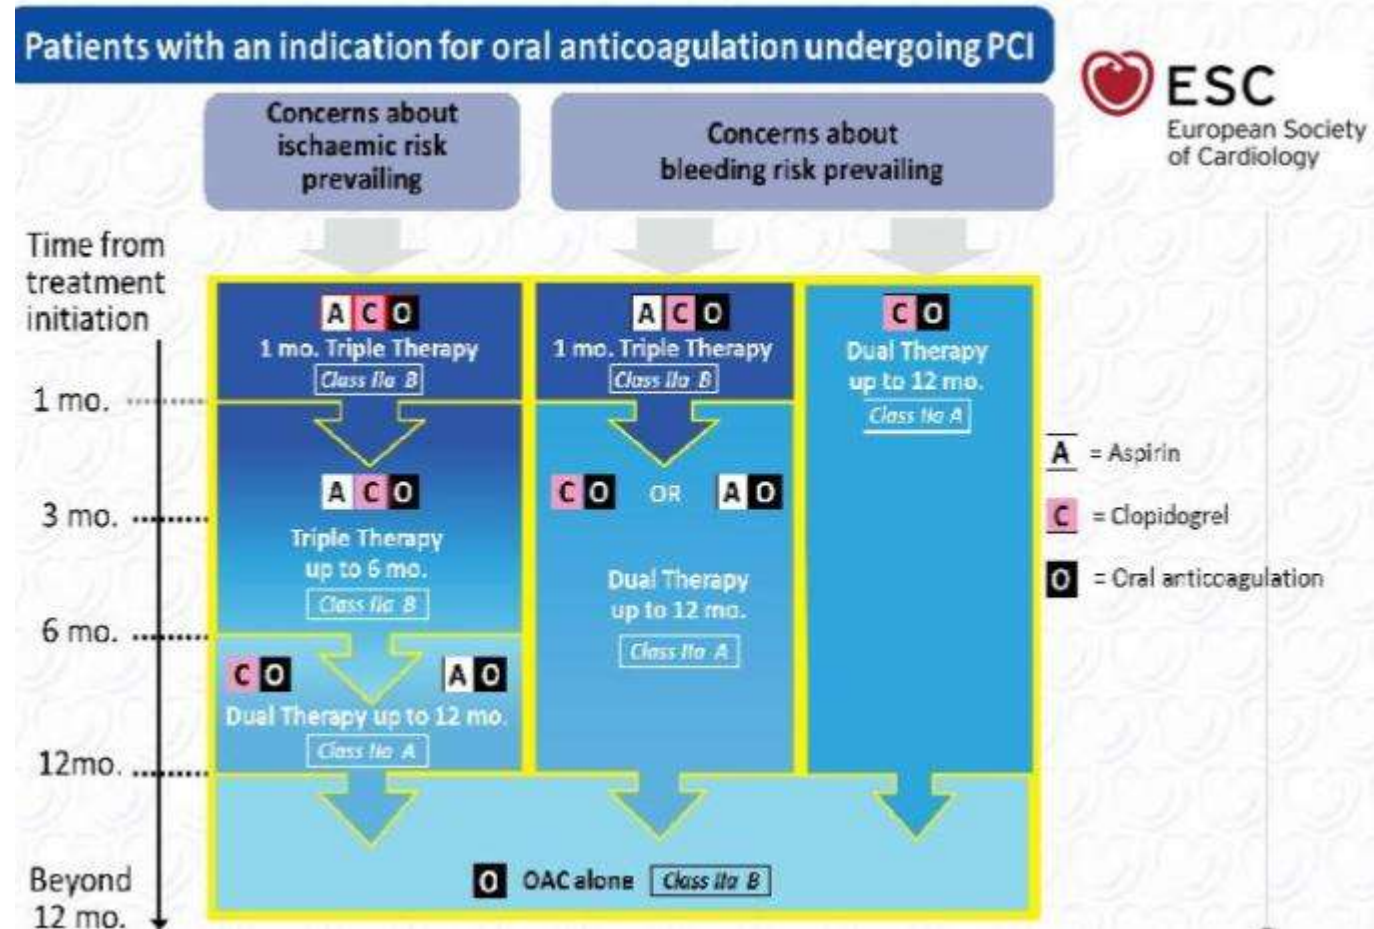 Patients with an indication for oral anticoagulation undergoing PCI
ESC
European Society
of Cardiology
Concerns about
ischaemic risk
prevailing
Concerns about
bleeding risk prevailing
Time from
treatment
initiation
A C O
1 mo. Triple Therapy
Class IIa B
A C O
1 mo. Triple Therapy
Class IIa B
C O
Dual Therapy
up to 12 mo.
Class IIa A
1 mo.
A C O
Triple Therapy
up to 6 mo.
Class IIa B
C O OR A O
Dual Therapy
up to 12 mo.
Class IIa A
A = Aspirin
C = Clopidogrel
O = Oral anticoagulation
3 mo.
6 mo.
C O A O
Dual Therapy up to 12 mo.
Class IIa A
12mo.
O OAC alone Class IIa B
Beyond
12 mo.